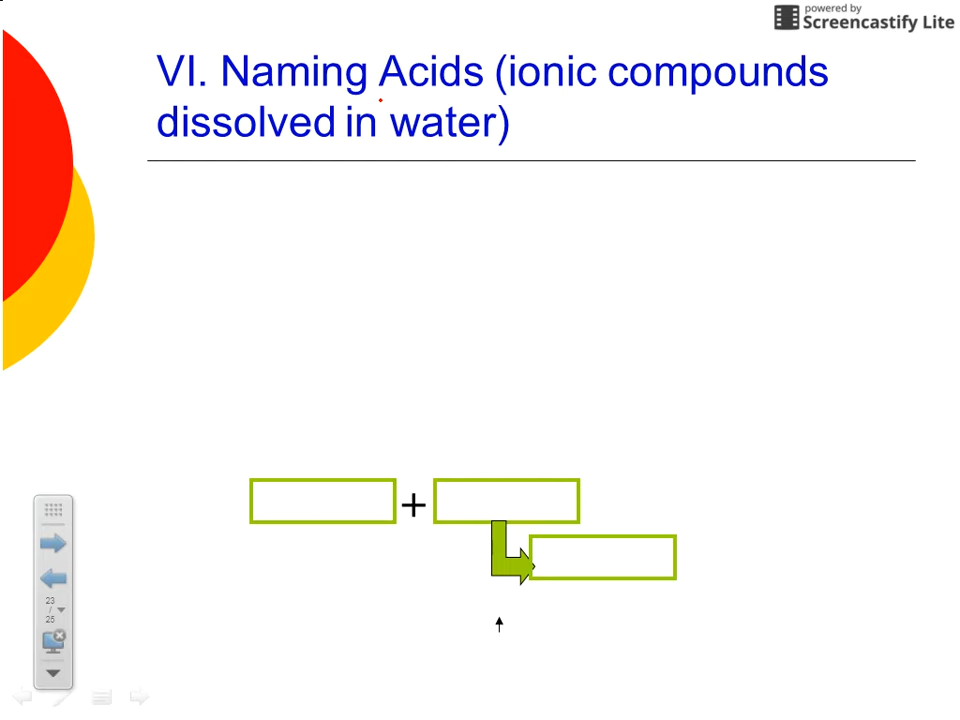 powered by
Screencastify Lite
VI. Naming Acids (ionic compounds
dissolved in water)
+
23
/
25